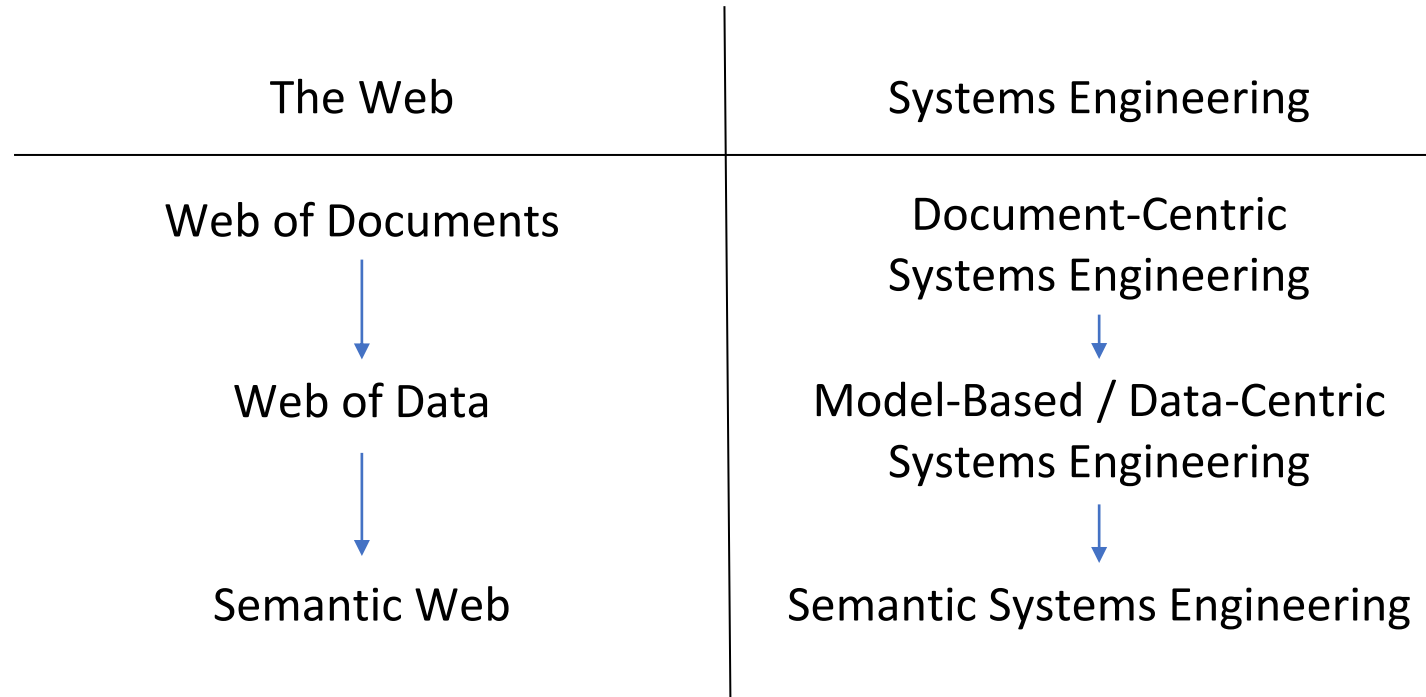 The Web
Systems Engineering
Web of Documents
Document-Centric
Systems Engineering
Web of Data
Model-Based / Data-Centric
Systems Engineering
Semantic Web
Semantic Systems Engineering